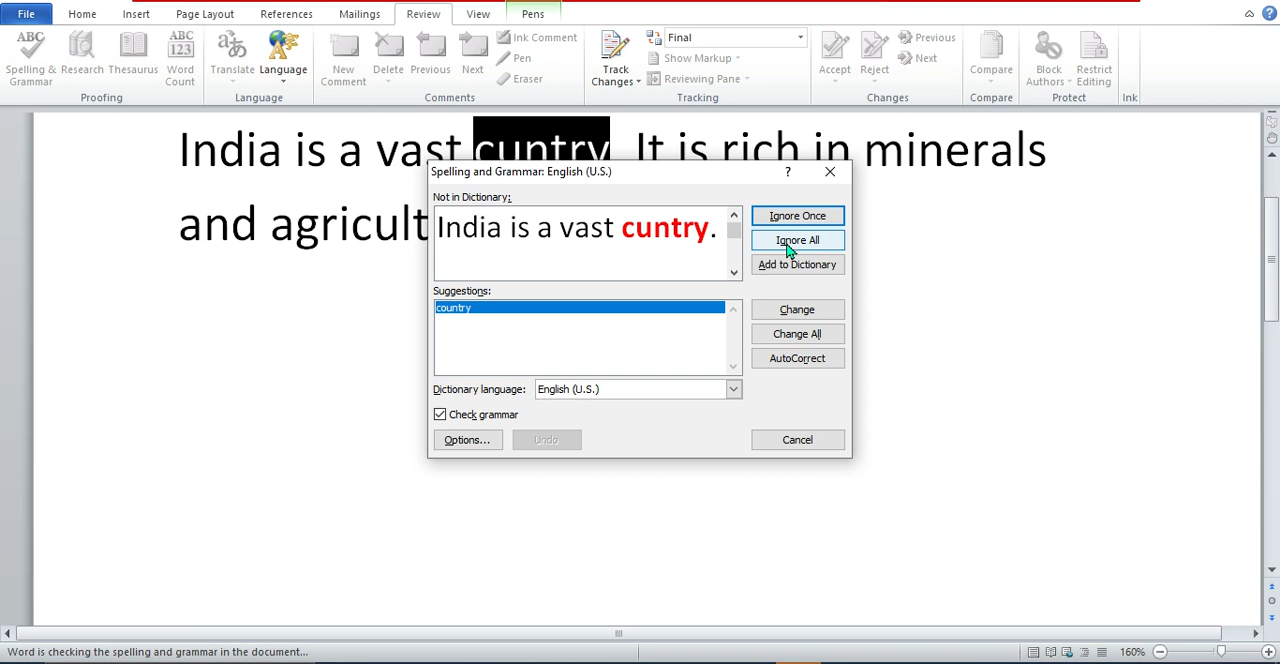 File Home Insert Page Layout References Mailings Review View Pens
ABC Spelling & Grammar Research Thesaurus ABC 123 Word Count Translate Language New Comment Delete Previous Next Ink Comment Pen Eraser Track Changes Final Show Markup Reviewing Pane Accept Reject Previous Next Compare Block Authors Restrict Editing
Proofing Language Comments Tracking Changes Compare Protect Ink
India is a vast cuntry. It is rich in minerals
and agricult
Spelling and Grammar: English (U.S.) ?
Not in Dictionary:
India is a vast cuntry.
Ignore Once
Ignore All
Add to Dictionary
Suggestions:
country
Change
Change All
AutoCorrect
Dictionary language: English (U.S.)
Check grammar
Options... Undo Cancel
Word is checking the spelling and grammar in the document... 160%